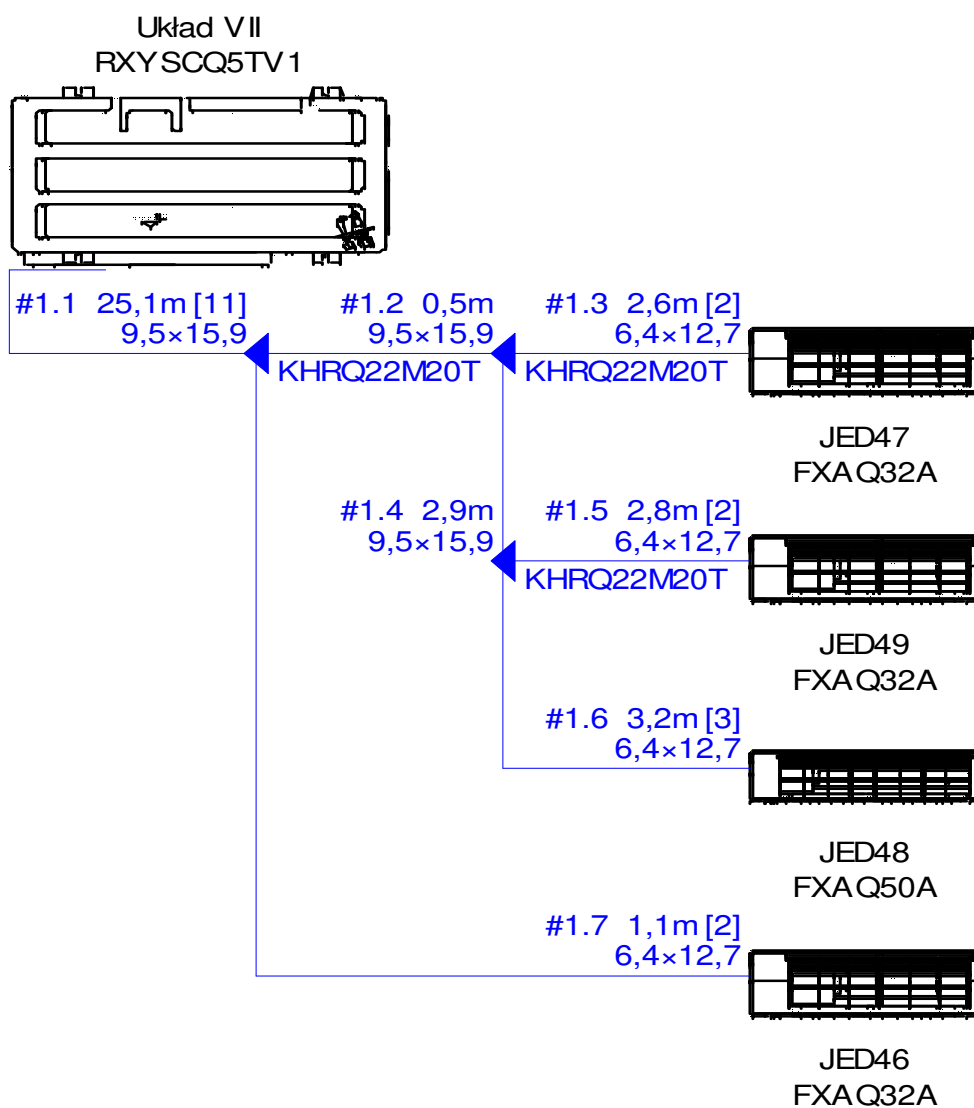 Układ VII
RXYSCQ5TV1
#1.1 25,1m [11]
9,5×15,9
#1.2 0,5m
9,5×15,9
#1.3 2,6m [2]
6,4×12,7
KHRQ22M20T
KHRQ22M20T
JED47
FXAQ32A
#1.4 2,9m
9,5×15,9
#1.5 2,8m [2]
6,4×12,7
KHRQ22M20T
JED49
FXAQ32A
#1.6 3,2m [3]
6,4×12,7
JED48
FXAQ50A
#1.7 1,1m [2]
6,4×12,7
JED46
FXAQ32A